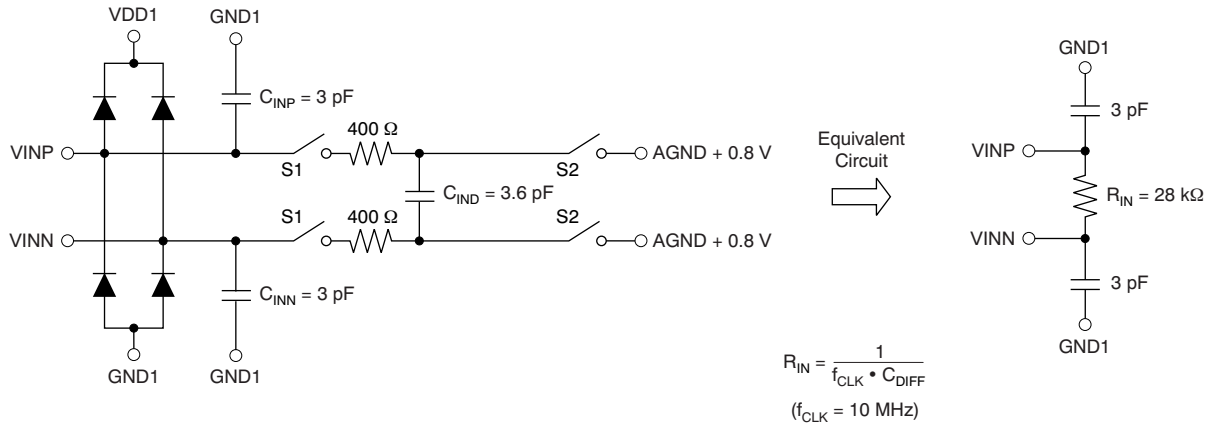 VDD1
GND1
C_INP = 3 pF
400 Ω
VINP
S1
S2
AGND + 0.8 V
C_IND = 3.6 pF
400 Ω
VINN
S1
S2
AGND + 0.8 V
C_INN = 3 pF
GND1
GND1
Equivalent
Circuit
GND1
3 pF
VINP
R_IN = 28 kΩ
VINN
3 pF
GND1
R_IN = 1 / f_CLK • C_DIFF
(f_CLK = 10 MHz)